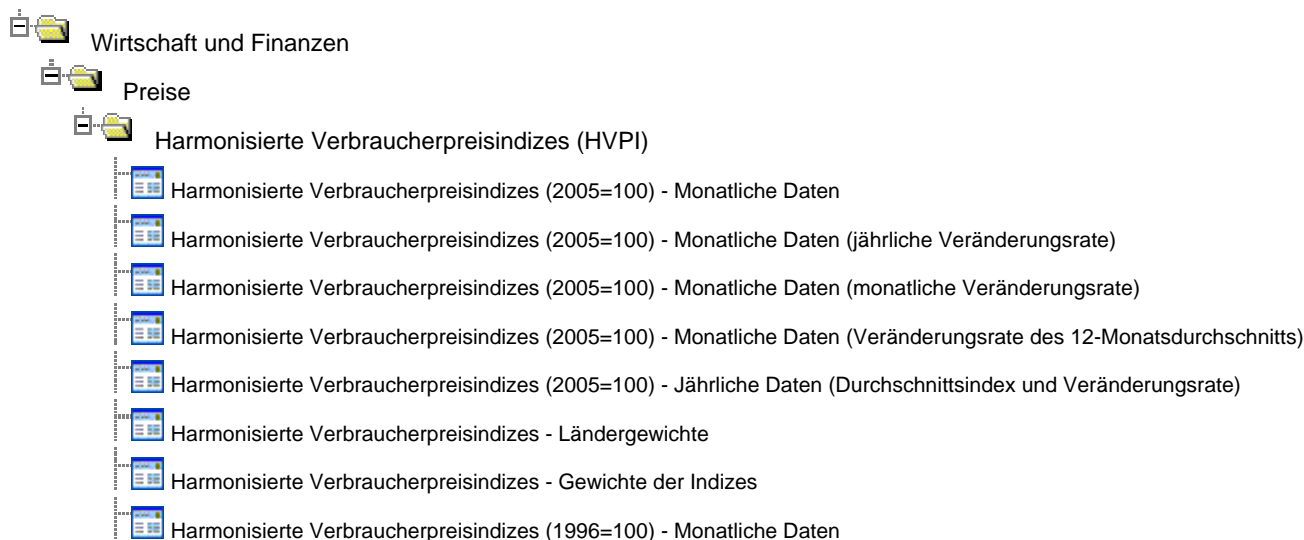 Wirtschaft und Finanzen
Preise
Harmonisierte Verbraucherpreisindizes (HVPI)
Harmonisierte Verbraucherpreisindizes (2005=100) - Monatliche Daten
Harmonisierte Verbraucherpreisindizes (2005=100) - Monatliche Daten (jährliche Veränderungsrate)
Harmonisierte Verbraucherpreisindizes (2005=100) - Monatliche Daten (monatliche Veränderungsrate)
Harmonisierte Verbraucherpreisindizes (2005=100) - Monatliche Daten (Veränderungsrate des 12-Monatsdurchschnitts)
Harmonisierte Verbraucherpreisindizes (2005=100) - Jährliche Daten (Durchschnittsindex und Veränderungsrate)
Harmonisierte Verbraucherpreisindizes - Ländergewichte
Harmonisierte Verbraucherpreisindizes - Gewichte der Indizes
Harmonisierte Verbraucherpreisindizes (1996=100) - Monatliche Daten